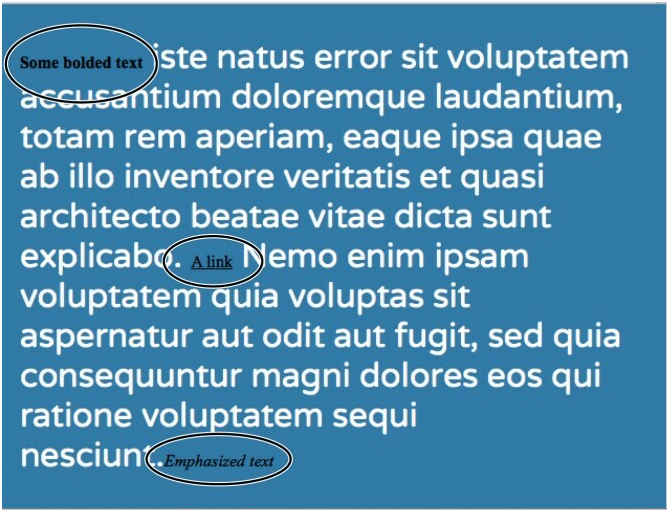 Some bolded text iste natus error sit voluptatem
accusantium doloremque laudantium,
totam rem aperiam, eaque ipsa quae
ab illo inventore veritatis et quasi
architecto beatae vitae dicta sunt
explicabo. A link Nemo enim ipsam
voluptatem quia voluptas sit
aspernatur aut odit aut fugit, sed quia
consequuntur magni dolores eos qui
ratione voluptatem sequi
nesciunt. Emphasized text